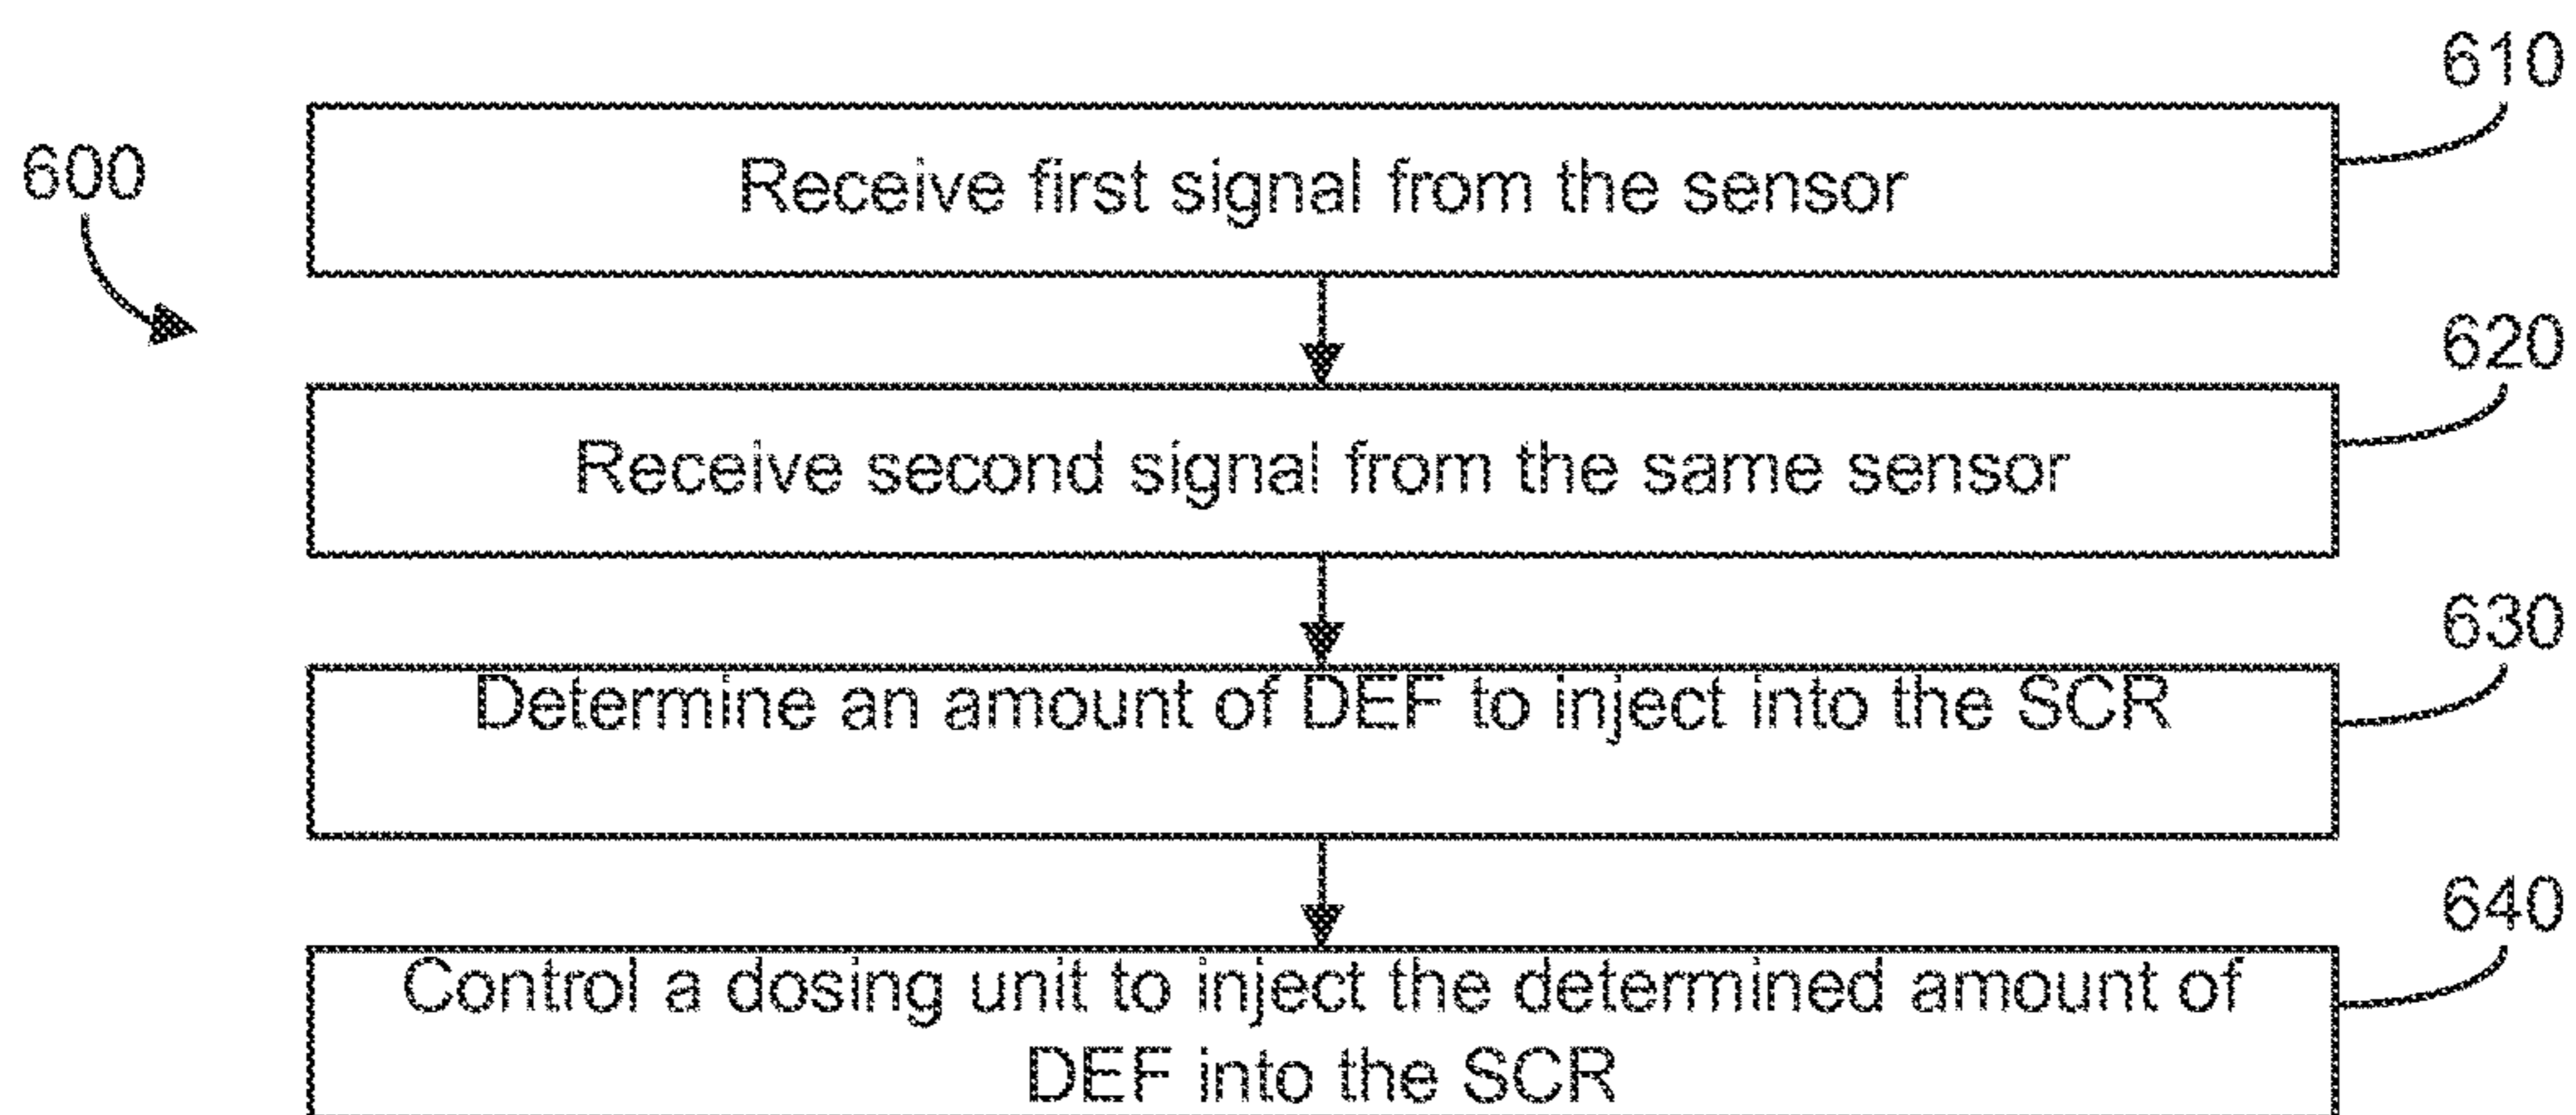 610
600
Receive first signal from the sensor
620
Receive second signal from the same sensor
630
Determine an amount of DEF to inject into the SCR
640
Control a dosing unit to inject the determined amount of
DEF into the SCR